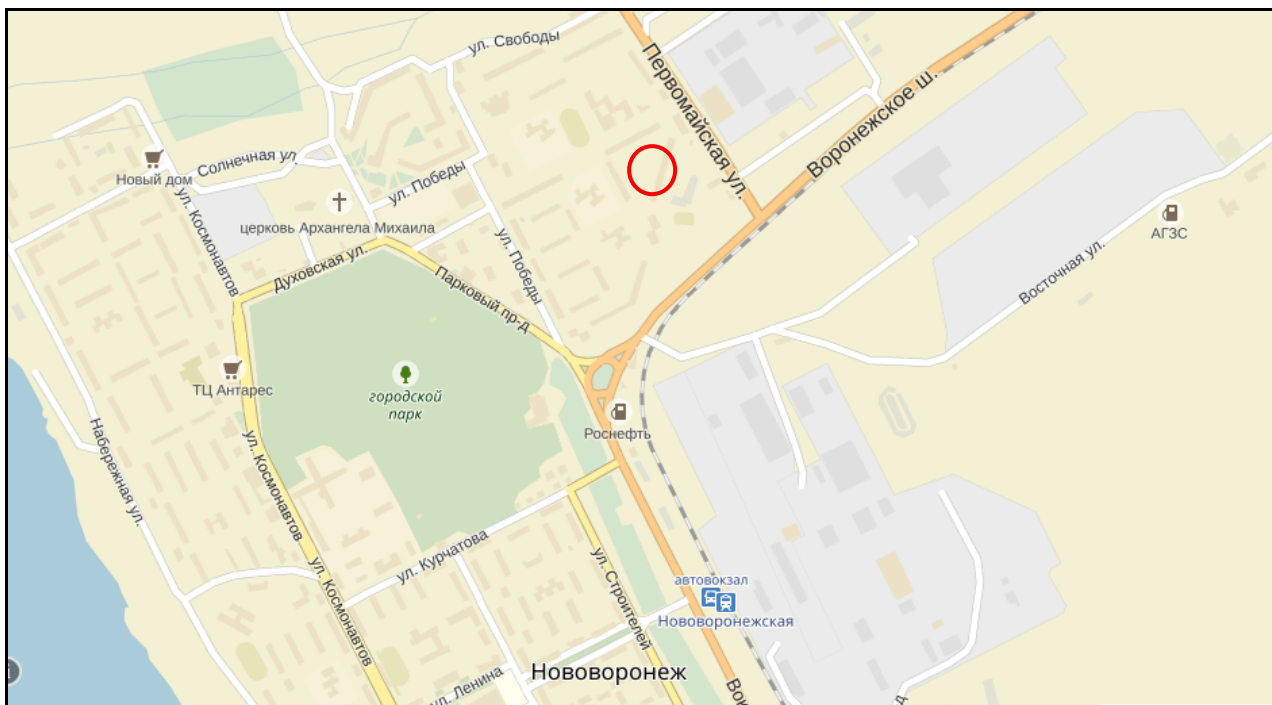 ул. Свободы
Первомайская ул.
Воронежское ш.
Новый дом
Солнечная ул.
ул. Победы
ул. Космонавтов
церковь Архангела Михаила
АГЗС
Духовская ул.
ул. Победы
Парковый пр-д
Восточная ул.
ТЦ Антарес
городской
парк
Роснефть
Набережная ул.
ул. Космонавтов
ул. Курчатова
ул. Космонавтов
ул. Строителей
автовокзал
Нововоронежская
Нововоронеж
ул. Ленина
Вок
д